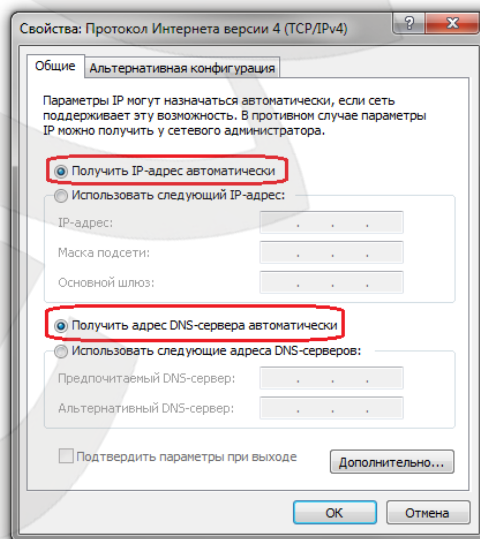 Свойства: Протокол Интернета версии 4 (TCP/IPv4)
Общие
Альтернативная конфигурация
Параметры IP могут назначаться автоматически, если сеть
поддерживает эту возможность. В противном случае параметры
IP можно получить у сетевого администратора.
Получить IP-адрес автоматически
Использовать следующий IP-адрес:
IP-адрес:
Маска подсети:
Основной шлюз:
Получить адрес DNS-сервера автоматически
Использовать следующие адреса DNS-серверов:
Предпочитаемый DNS-сервер:
Альтернативный DNS-сервер:
Подтвердить параметры при выходе
Дополнительно...
ОК
Отмена